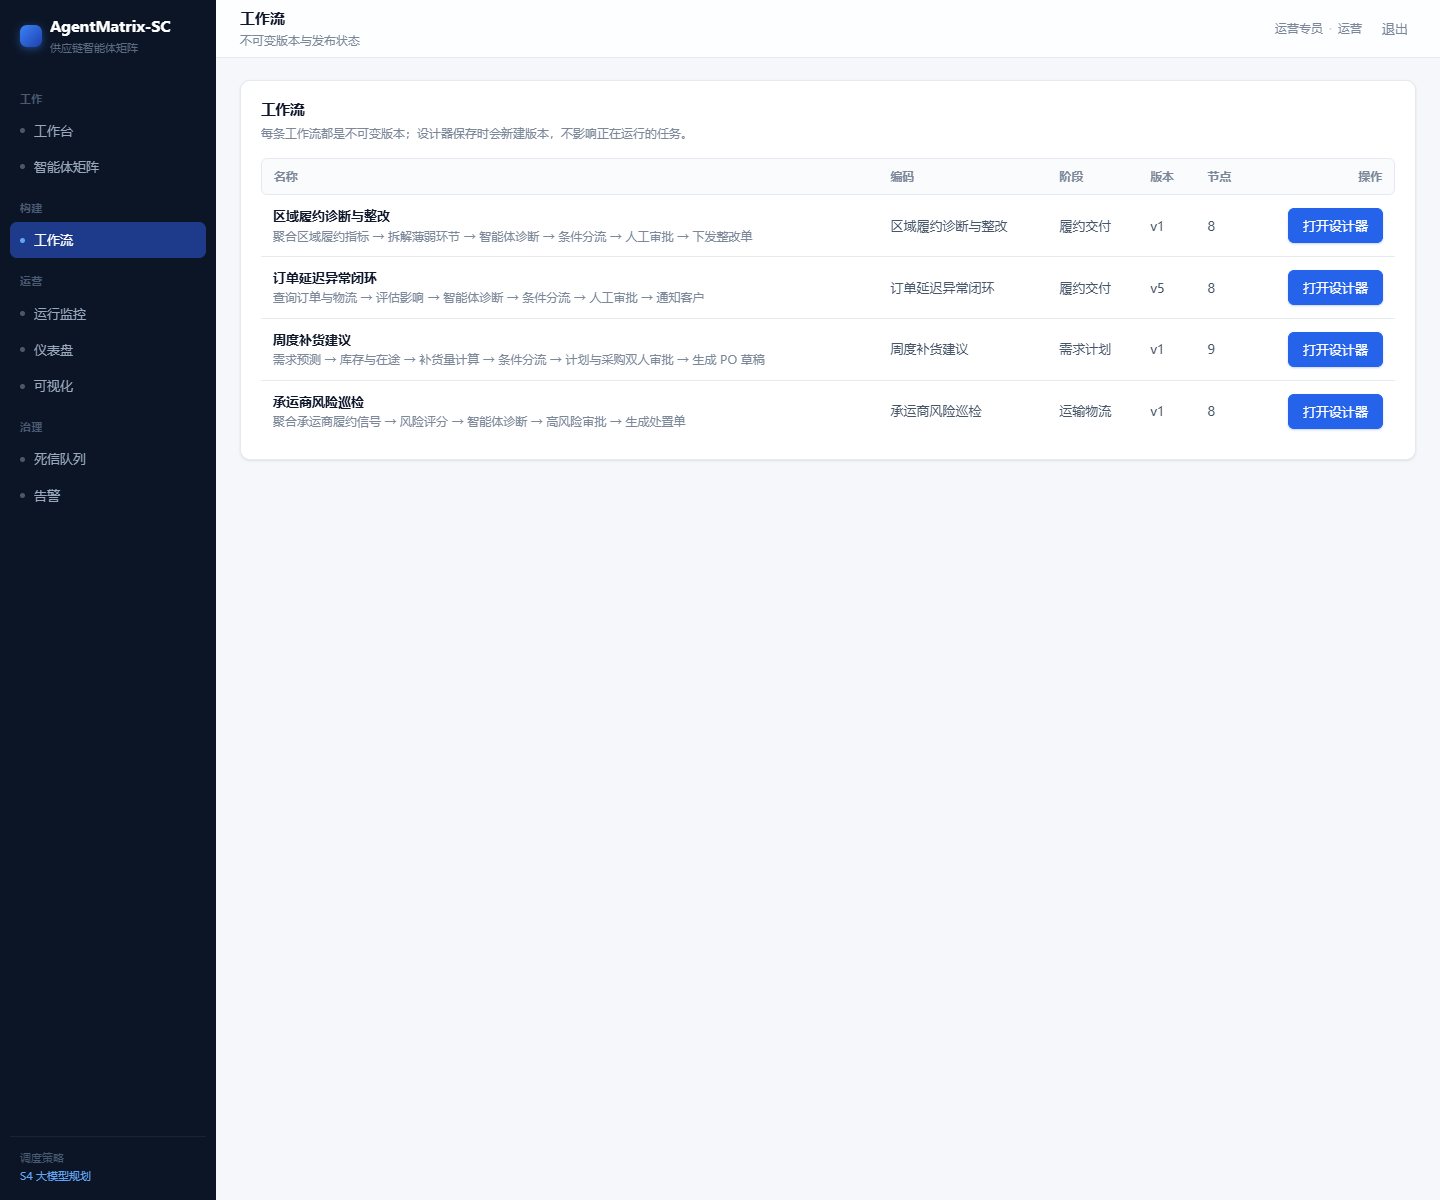 AgentMatrix-SC
供应链智能体矩阵
工作
工作台
智能体矩阵
构建
工作流
运营
运行监控
仪表盘
可视化
治理
死信队列
告警
调度策略
S4 大模型规划
工作流
不可变版本与发布状态
运营专员 · 运营 退出
工作流
每条工作流都是不可变版本；设计器保存时会新建版本，不影响正在运行的任务。
名称 编码 阶段 版本 节点 操作
区域履约诊断与整改
聚合区域履约指标 → 拆解薄弱环节 → 智能体诊断 → 条件分流 → 人工审批 → 下发整改单
区域履约诊断与整改 履约交付 v1 8 打开设计器
订单延迟异常闭环
查询订单与物流 → 评估影响 → 智能体诊断 → 条件分流 → 人工审批 → 通知客户
订单延迟异常闭环 履约交付 v5 8 打开设计器
周度补货建议
需求预测 → 库存与在途 → 补货量计算 → 条件分流 → 计划与采购双人审批 → 生成 PO 草稿
周度补货建议 需求计划 v1 9 打开设计器
承运商风险巡检
聚合承运商履约信号 → 风险评分 → 智能体诊断 → 高风险审批 → 生成处置单
承运商风险巡检 运输物流 v1 8 打开设计器